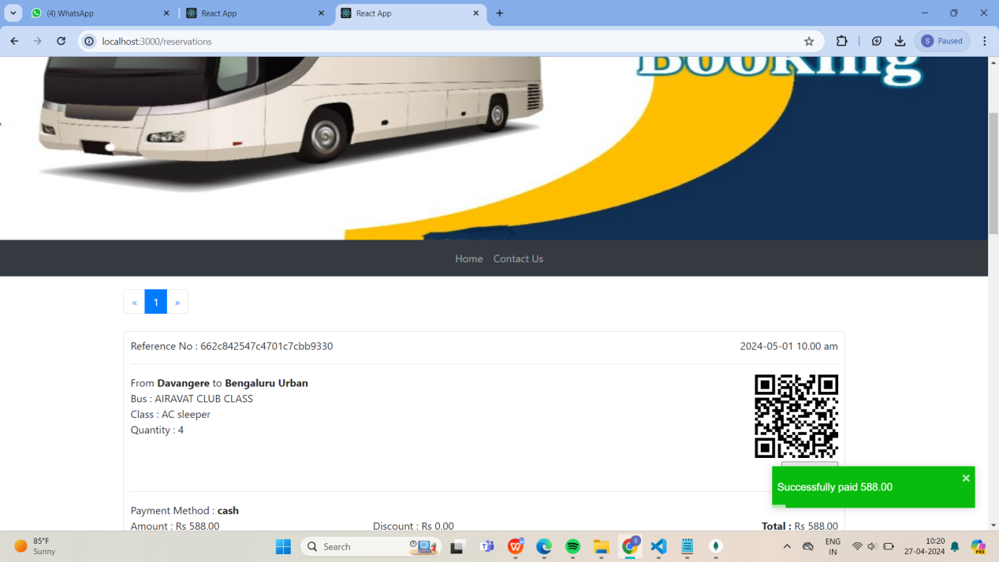 (4) WhatsApp
React App
React App
localhost:3000/reservations
S
Paused
BOOKing
Home
Contact Us
«
1
»
Reference No : 662c842547c4701c7cbb9330
2024-05-01 10.00 am
From Davangere to Bengaluru Urban
Bus : AIRAVAT CLUB CLASS
Class : AC sleeper
Quantity : 4
Successfully paid 588.00
Payment Method : cash
Amount : Rs 588.00
Discount : Rs 0.00
Total : Rs 588.00
85°F
Sunny
Search
S
PRE
ENG
IN
10:20
27-04-2024